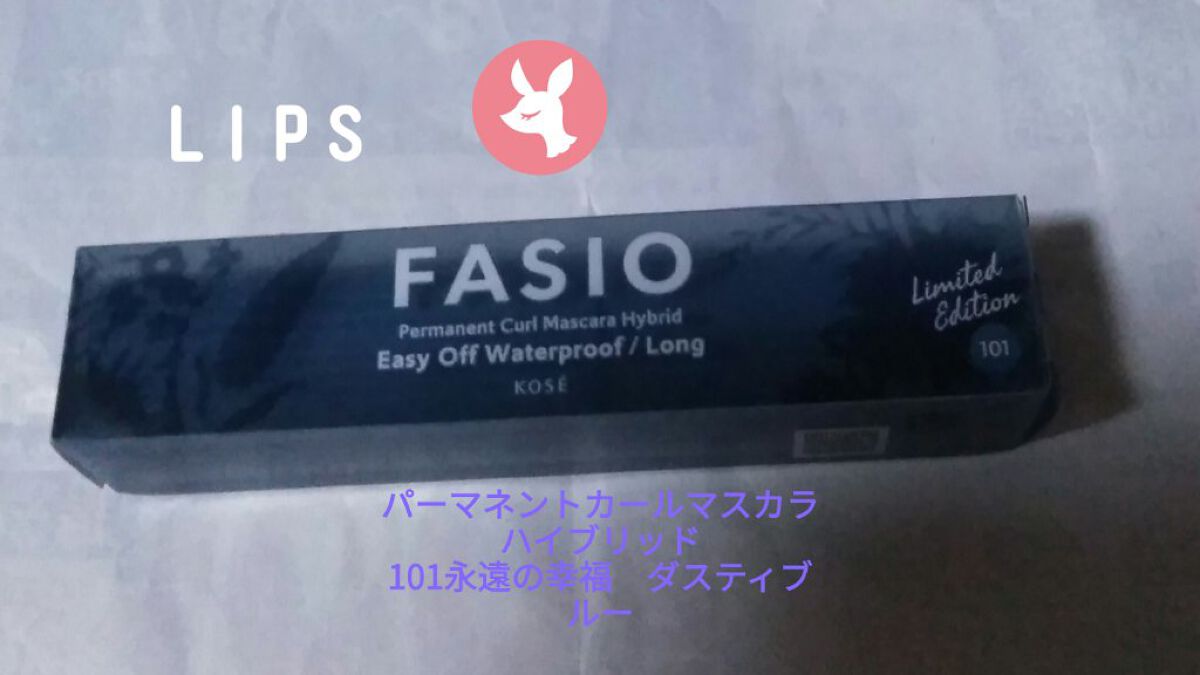 LIPS
FASIO
Permanent Curl Mascara Hybrid
Easy Off Waterproof / Long
KOSÉ
Limited
Edition
101
パーマネントカールマスカラ
ハイブリッド
101永遠の幸福　ダスティブ
ルー